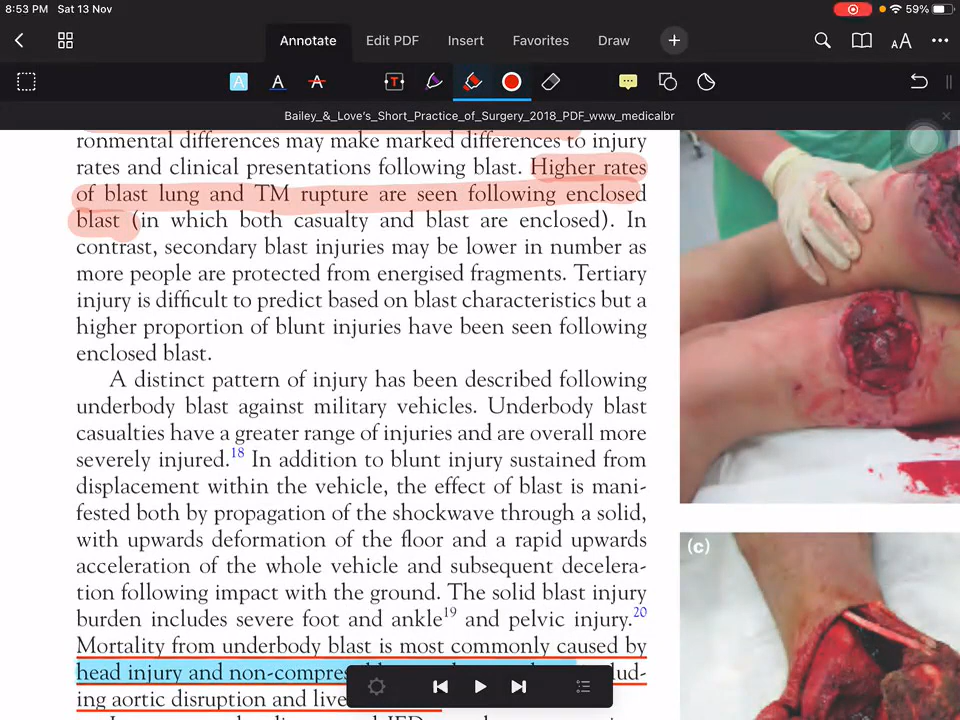 8:53 PM Sat 13 Nov 59%
Annotate Edit PDF Insert Favorites Draw
Bailey_&_Love's_Short_Practice_of_Surgery_2018_PDF_www_medicalbr
ronmental differences may make marked differences to injury
rates and clinical presentations following blast. Higher rates
of blast lung and TM rupture are seen following enclosed
blast (in which both casualty and blast are enclosed). In
contrast, secondary blast injuries may be lower in number as
more people are protected from energised fragments. Tertiary
injury is difficult to predict based on blast characteristics but a
higher proportion of blunt injuries have been seen following
enclosed blast.
A distinct pattern of injury has been described following
underbody blast against military vehicles. Underbody blast
casualties have a greater range of injuries and are overall more
severely injured.18 In addition to blunt injury sustained from
displacement within the vehicle, the effect of blast is mani-
fested both by propagation of the shockwave through a solid,
with upwards deformation of the floor and a rapid upwards
acceleration of the whole vehicle and subsequent decelera-
tion following impact with the ground. The solid blast injury
burden includes severe foot and ankle19 and pelvic injury.20
Mortality from underbody blast is most commonly caused by
head injury and non-compres
ing aortic disruption and live
(c)